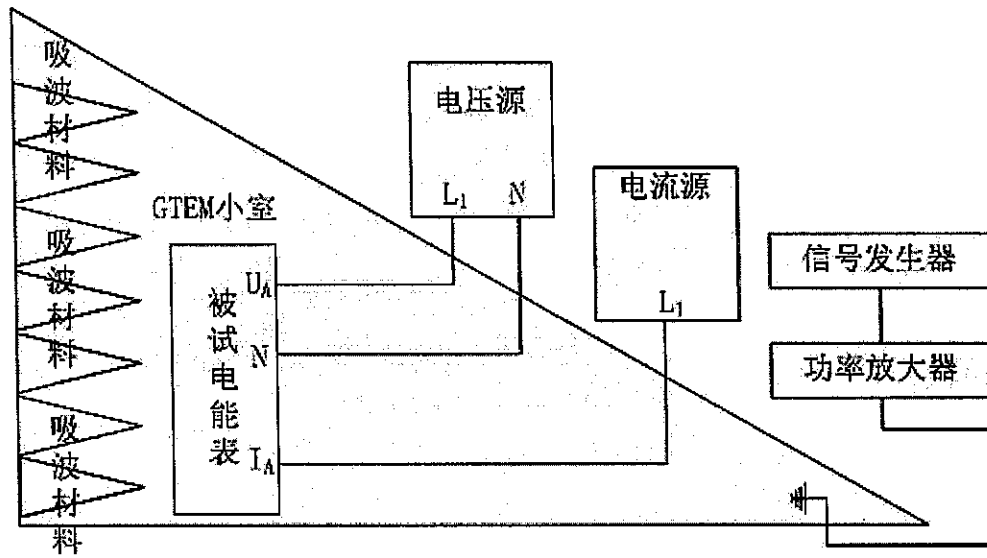 吸波材料
吸波材料
吸波材料
GTEM小室
被试电能表
U_A
N
I_A
电压源
L₁ N
电流源
L₁
信号发生器
功率放大器